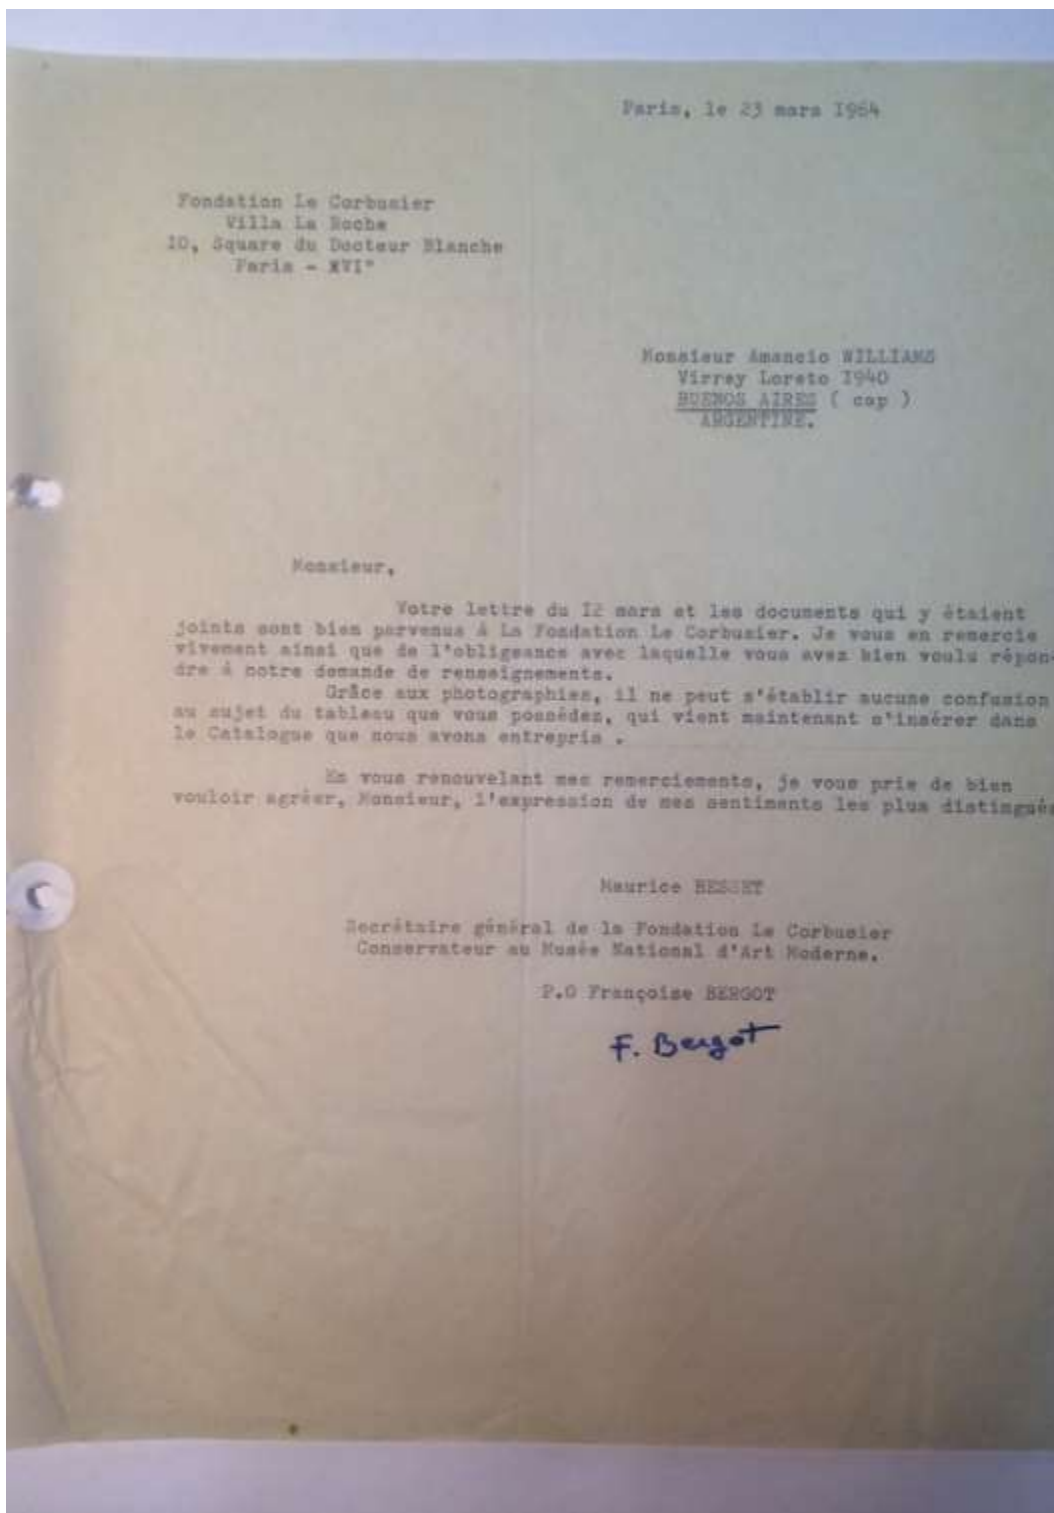 Paris, le 23 mars 1964
Fondation Le Corbusier
Villa La Roche
10, Square du Docteur Blanche
Paris - XVI°
Monsieur Amancio WILLIAMS
Virrey Loreto 1940
BUENOS AIRES ( cap )
ARGENTINE.
Monsieur,
Votre lettre du 12 mars et les documents qui y étaient
joints sont bien parvenus à La Fondation Le Corbusier. Je vous en remercie
vivement ainsi que de l'obligeance avec laquelle vous avez bien voulu répon-
dre à notre demande de renseignements.
Grâce aux photographies, il ne peut s'établir aucune confusion
au sujet du tableau que vous possédez, qui vient maintenant s'insérer dans
le Catalogue que nous avons entrepris .
En vous renouvelant mes remerciements, je vous prie de bien
vouloir agréer, Monsieur, l'expression de mes sentiments les plus distingués
Maurice BESSET
Secrétaire général de la Fondation Le Corbusier
Conservateur au Musée National d'Art Moderne.
P.O Françoise BERGOT
F. Bergot